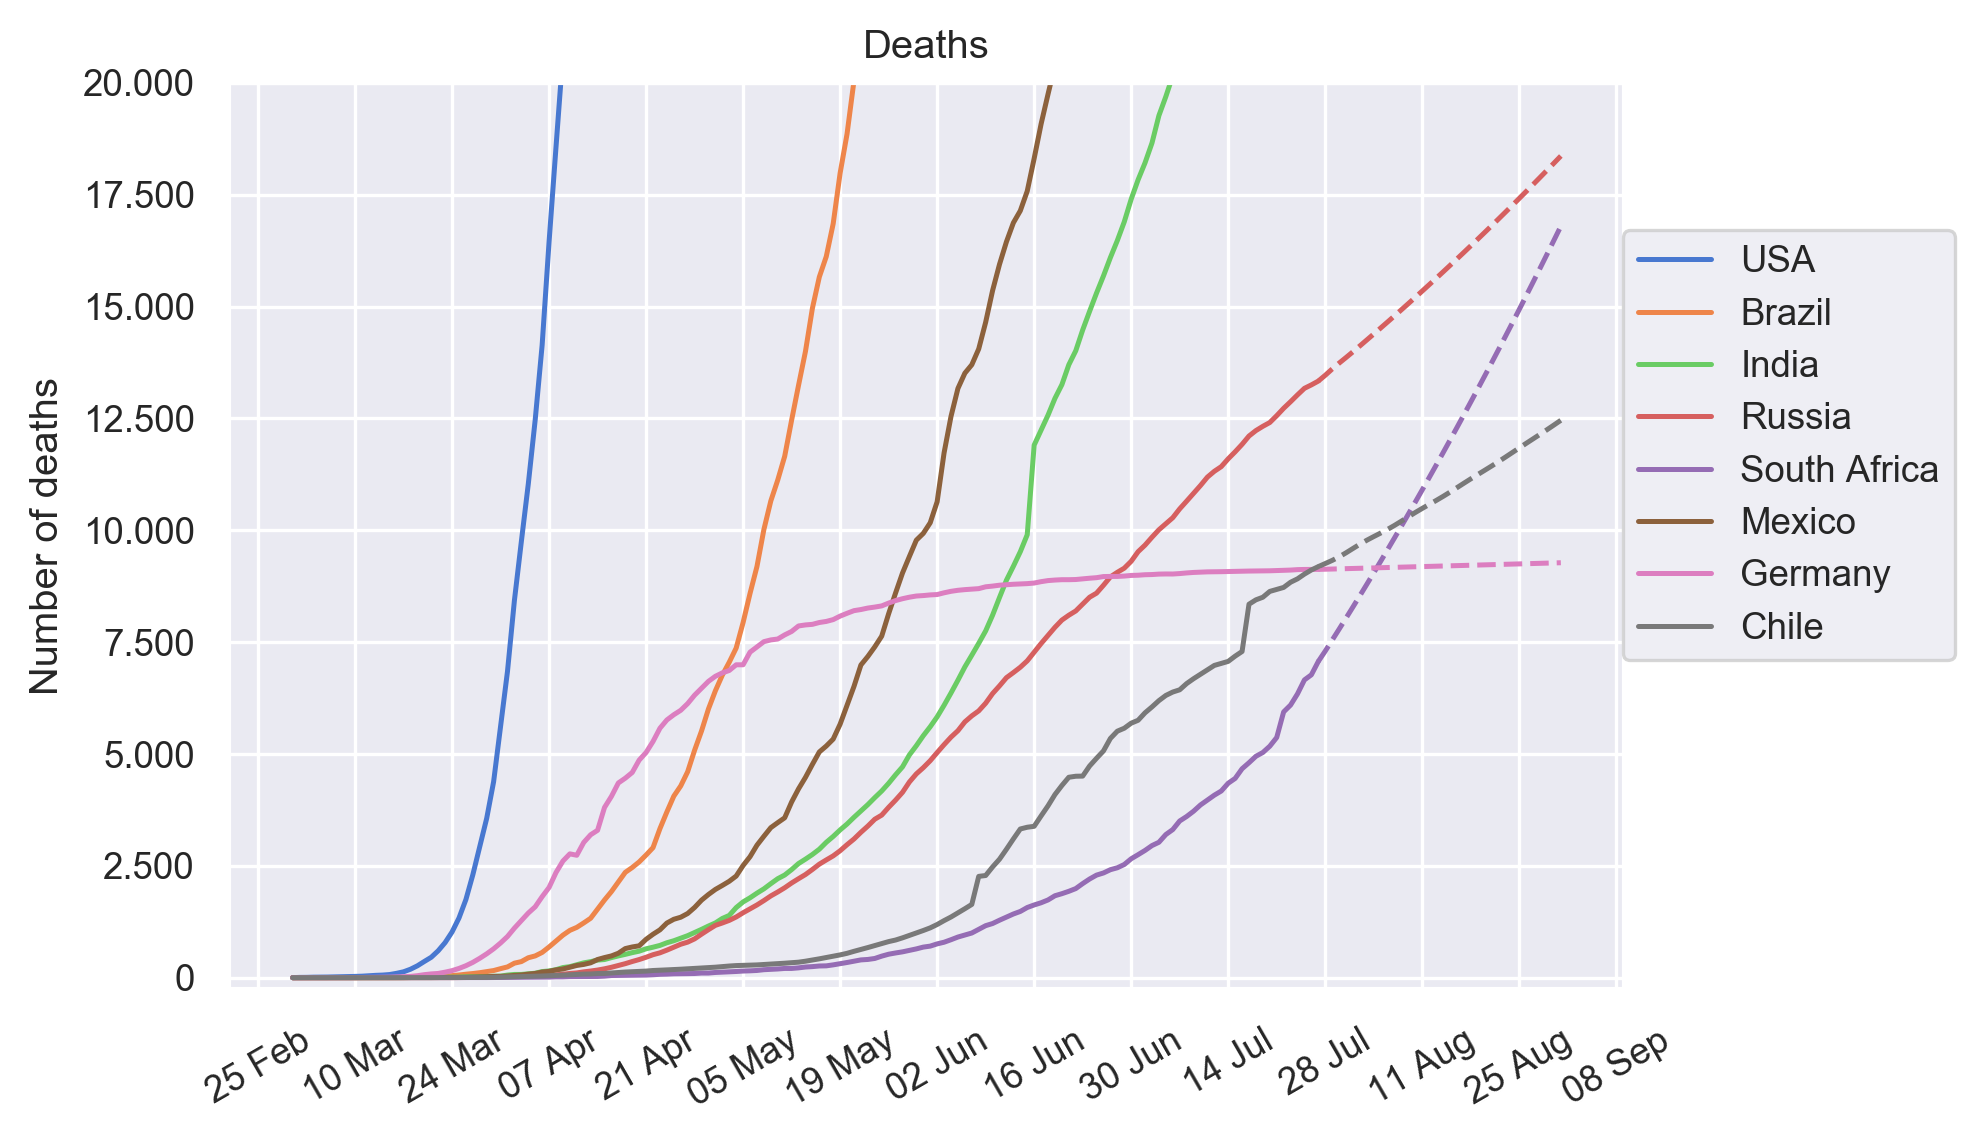 Deaths
Number of deaths
20.000
17.500
15.000
12.500
10.000
7.500
5.000
2.500
0
25 Feb
10 Mar
24 Mar
07 Apr
21 Apr
05 May
19 May
02 Jun
16 Jun
30 Jun
14 Jul
28 Jul
11 Aug
25 Aug
08 Sep
USA
Brazil
India
Russia
South Africa
Mexico
Germany
Chile